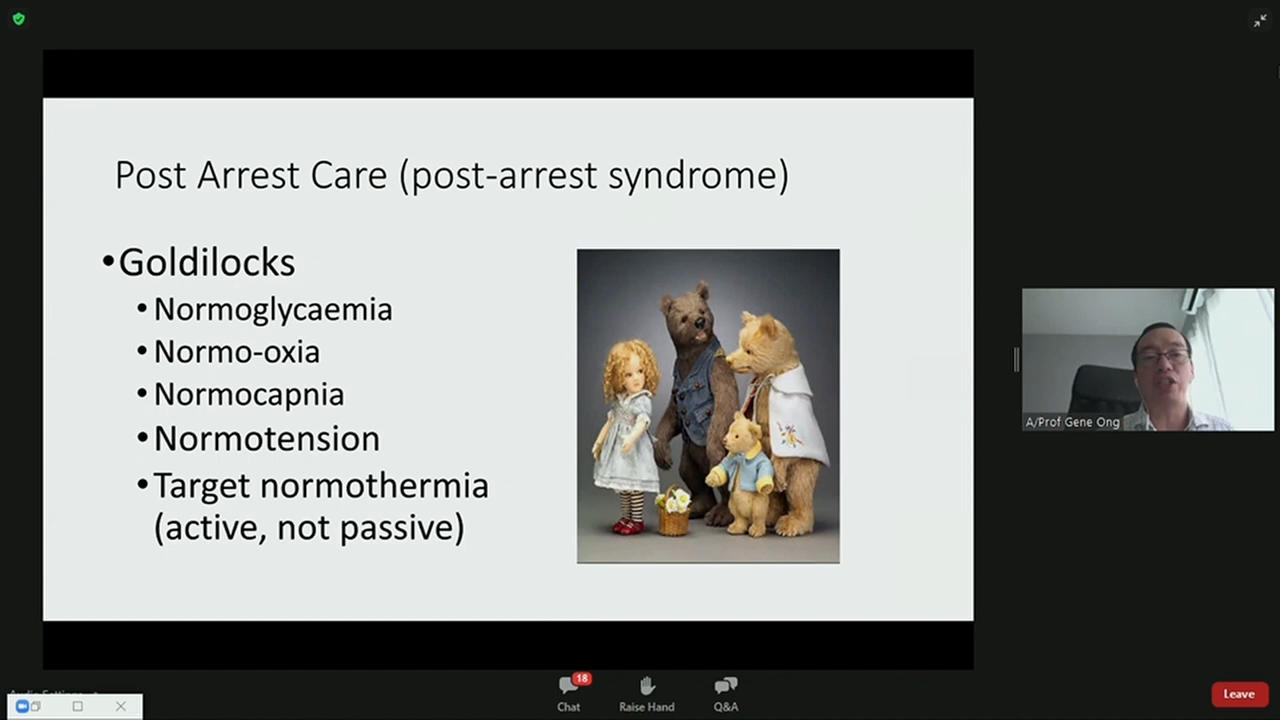 Post Arrest Care (post-arrest syndrome)
•Goldilocks
•Normoglycaemia
•Normo-oxia
•Normocapnia
•Normotension
•Target normothermia
(active, not passive)
A/Prof Gene Ong
18
Chat
Raise Hand
Q&A
Leave